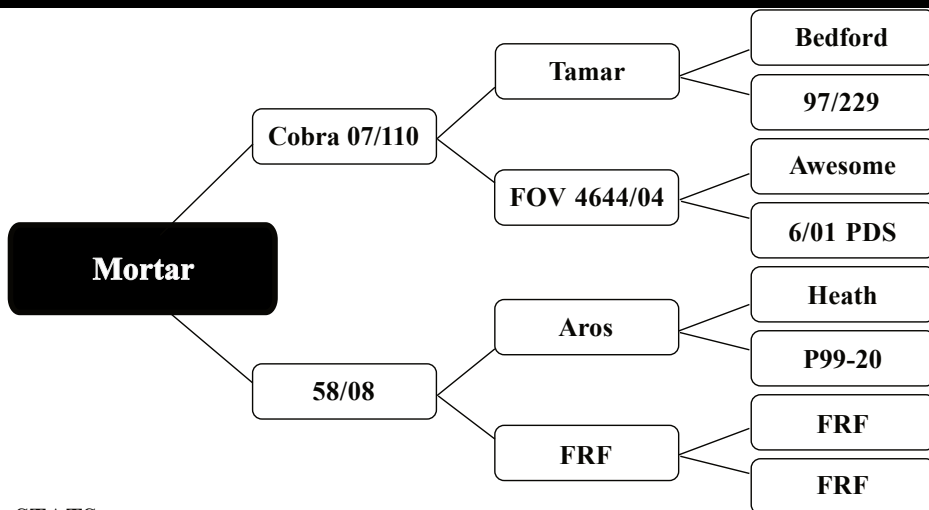 Bedford
Tamar
97/229
Cobra 07/110
Awesome
FOV 4644/04
6/01 PDS
Mortar
Heath
Aros
P99-20
58/08
FRF
FRF
FRF